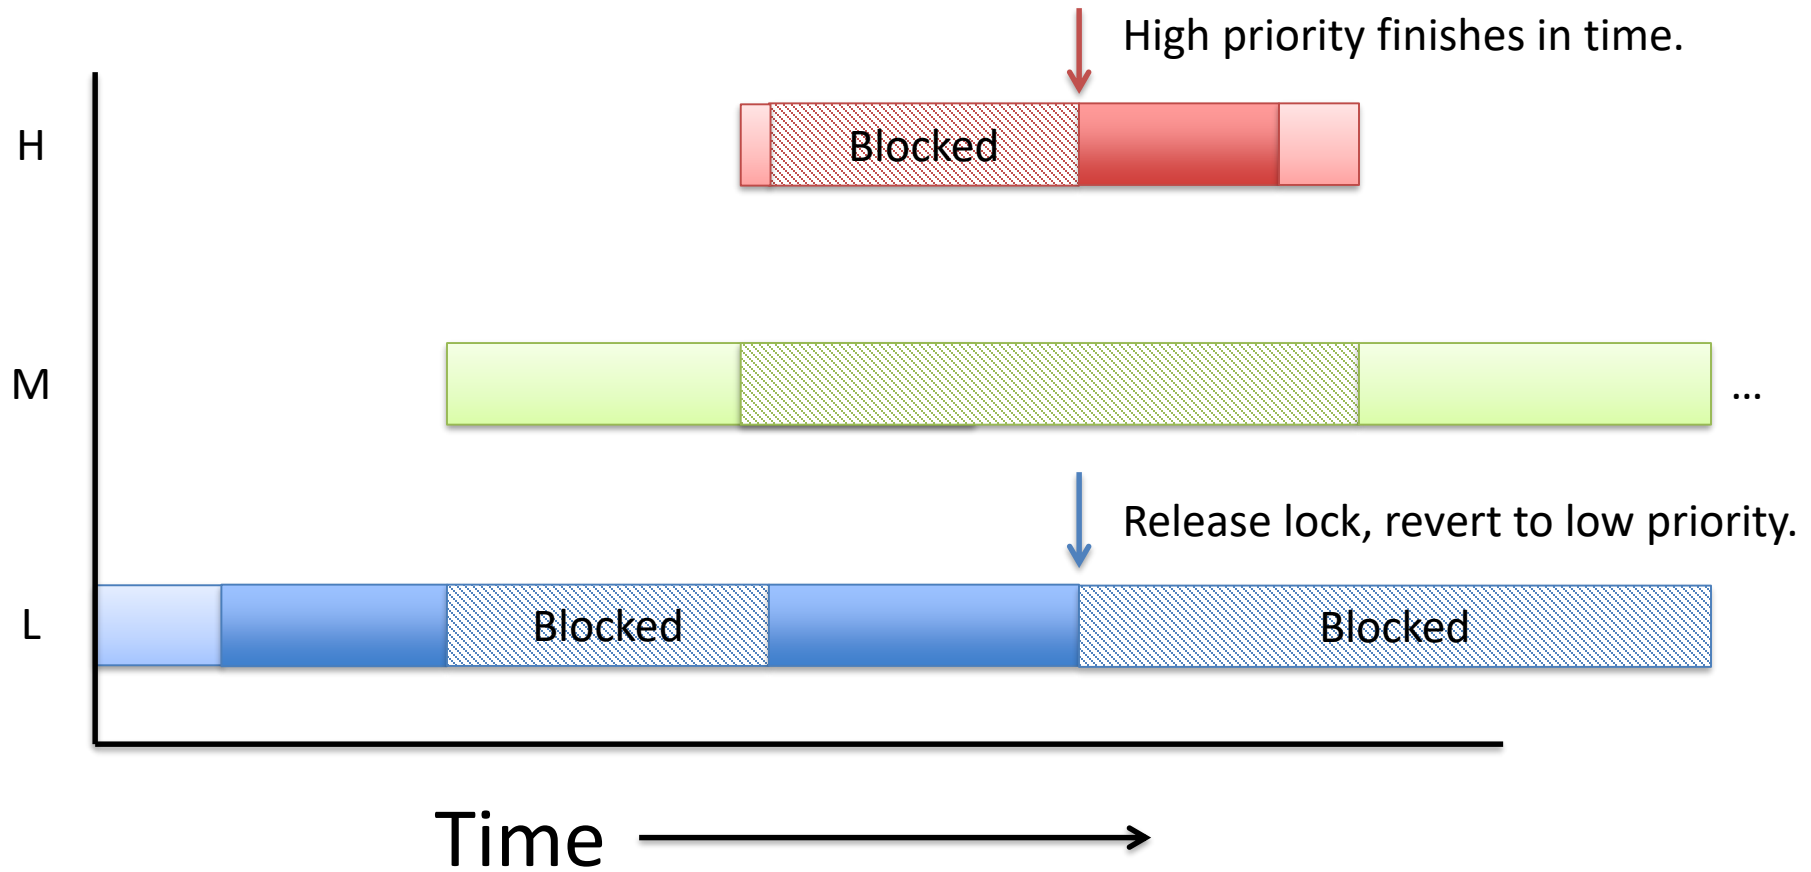 High priority finishes in time.
H
Blocked
M
…
Release lock, revert to low priority.
L
Blocked
Blocked
Time